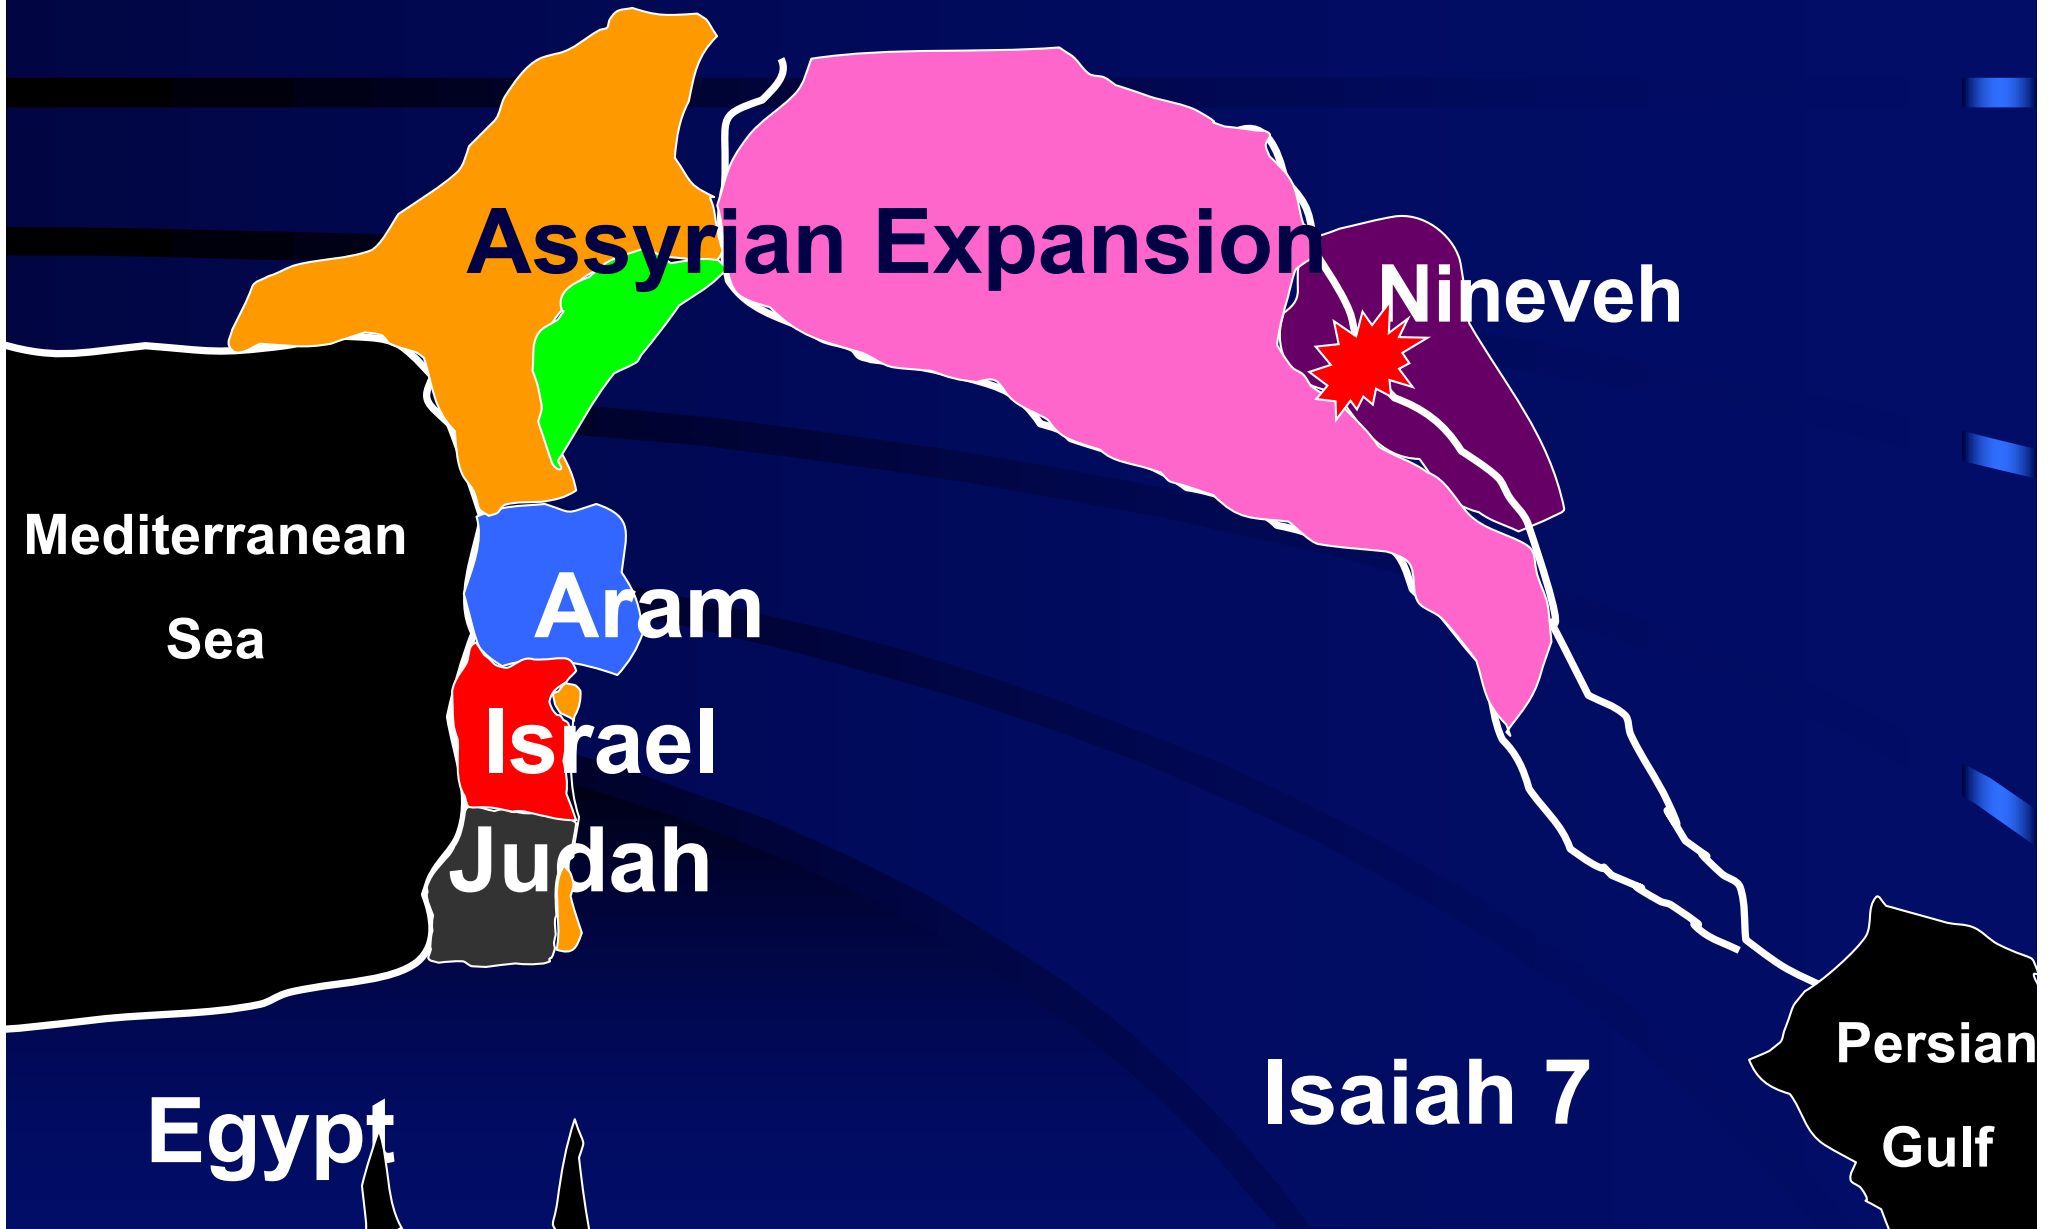 Assyrian Expansion
Nineveh
Mediterranean
Sea
Aram
Israel
Judah
Egypt
Isaiah 7
Persian
Gulf